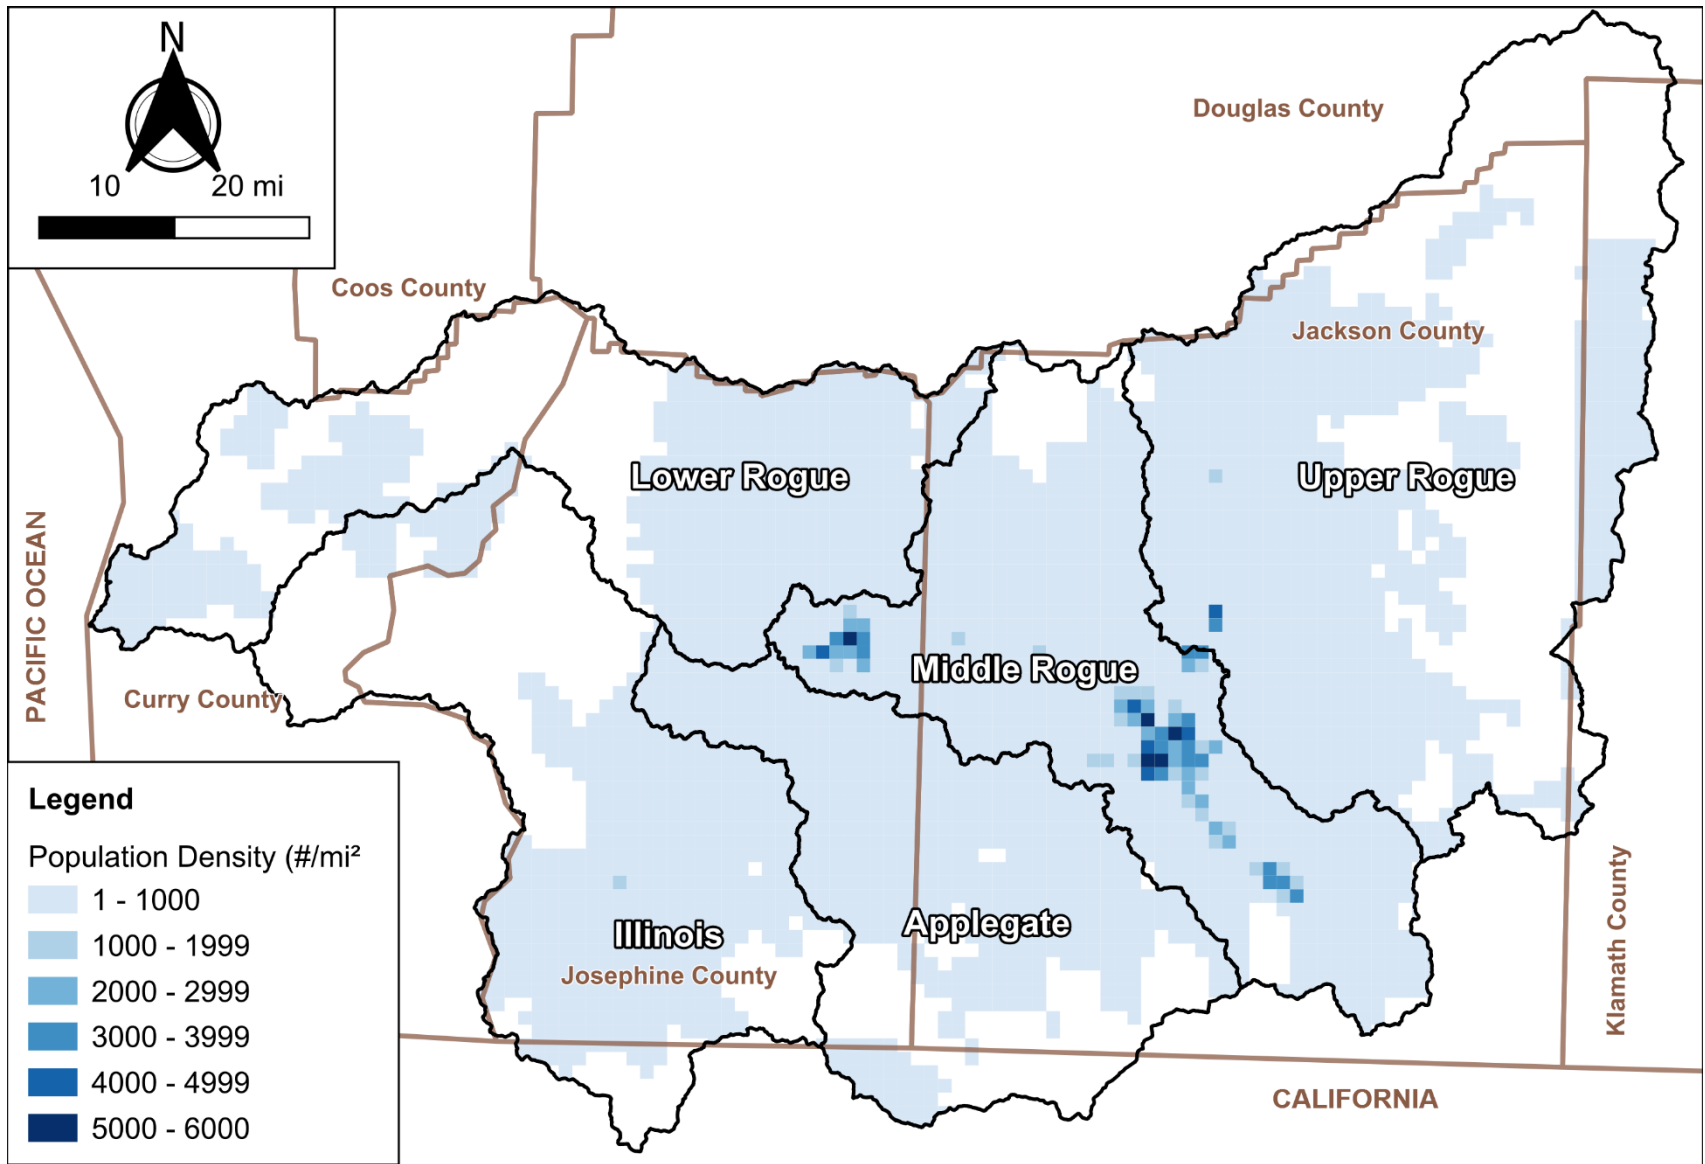 N
10 20 mi
Douglas County
Coos County
Jackson County
Lower Rogue
Upper Rogue
PACIFIC OCEAN
Middle Rogue
Curry County
Illinois
Applegate
Josephine County
Klamath County
CALIFORNIA
Legend
Population Density (#/mi²
1 - 1000
1000 - 1999
2000 - 2999
3000 - 3999
4000 - 4999
5000 - 6000